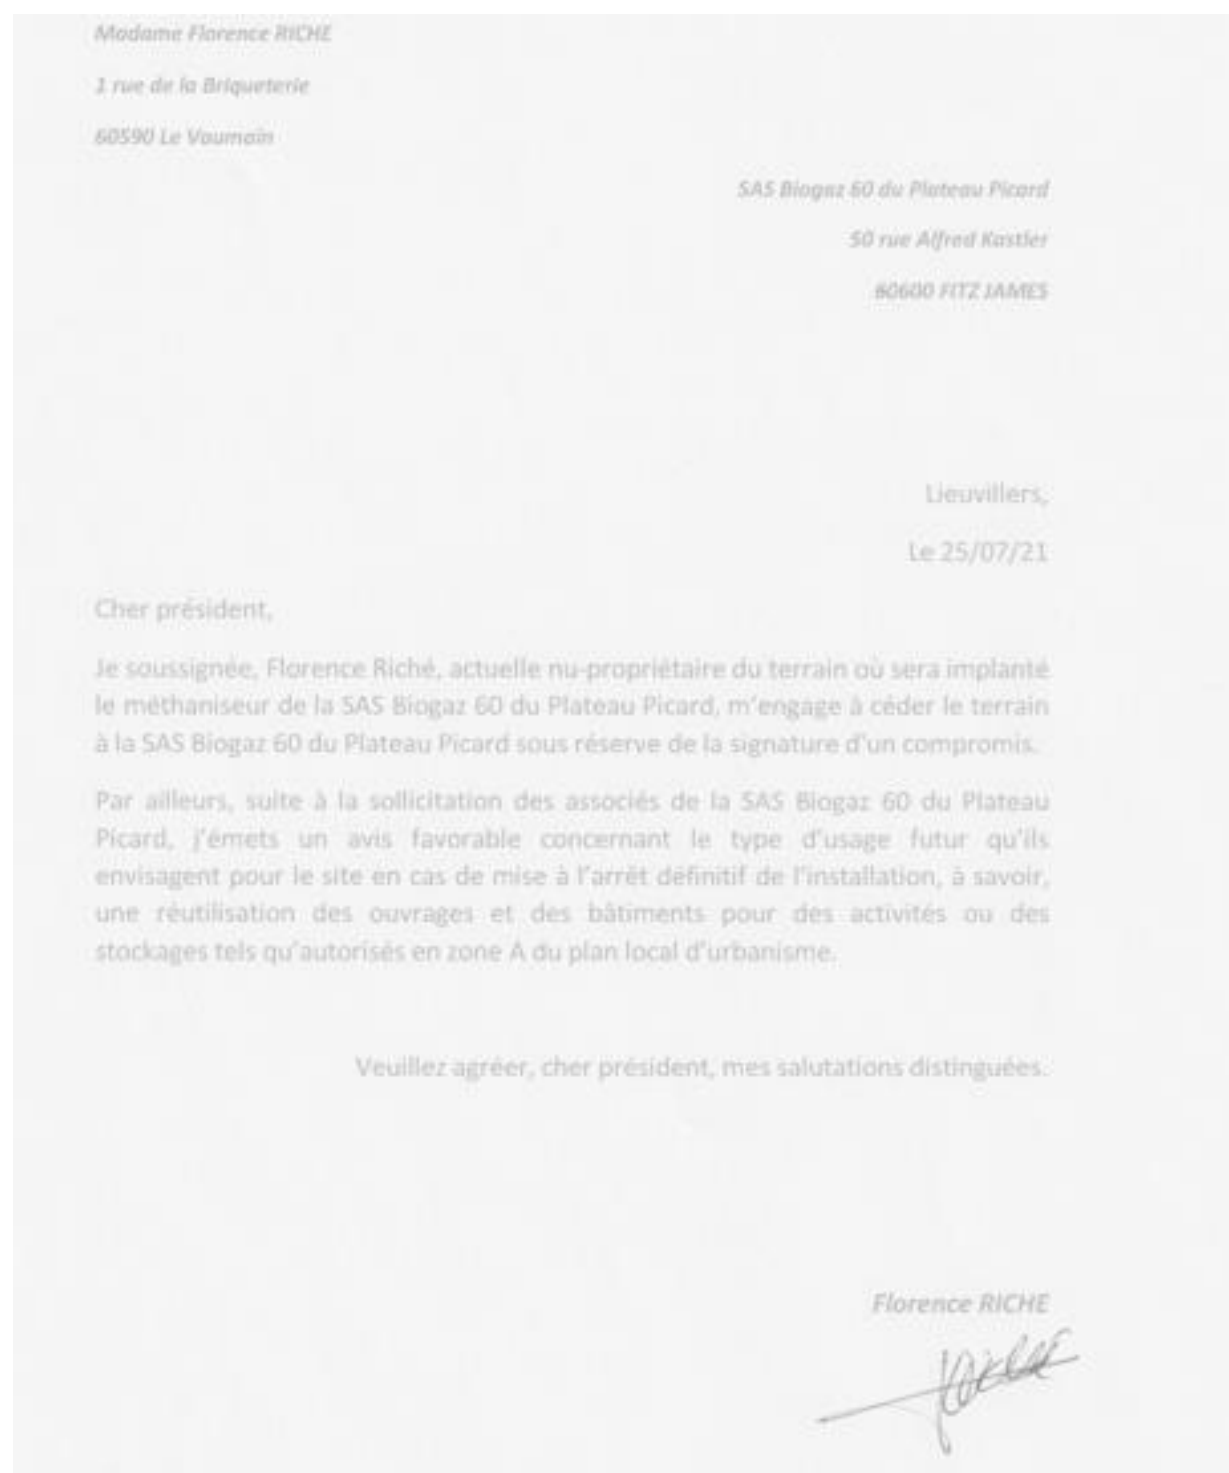 Madame Florence RICHE
1 rue de la Briqueterie
60590 Le Vaumain
SAS Biogaz 60 du Plateau Picard
50 rue Alfred Kastler
60600 FITZ JAMES
Lieuvillers,
Le 25/07/21
Cher président,
Je soussignée, Florence Riché, actuelle nu-propriétaire du terrain où sera implanté
le méthaniseur de la SAS Biogaz 60 du Plateau Picard, m'engage à céder le terrain
à la SAS Biogaz 60 du Plateau Picard sous réserve de la signature d'un compromis.
Par ailleurs, suite à la sollicitation des associés de la SAS Biogaz 60 du Plateau
Picard, j'émets un avis favorable concernant le type d'usage futur qu'ils
envisagent pour le site en cas de mise à l'arrêt définitif de l'installation, à savoir,
une réutilisation des ouvrages et des bâtiments pour des activités ou des
stockages tels qu'autorisés en zone A du plan local d'urbanisme.
Veuillez agréer, cher président, mes salutations distinguées.
Florence RICHE